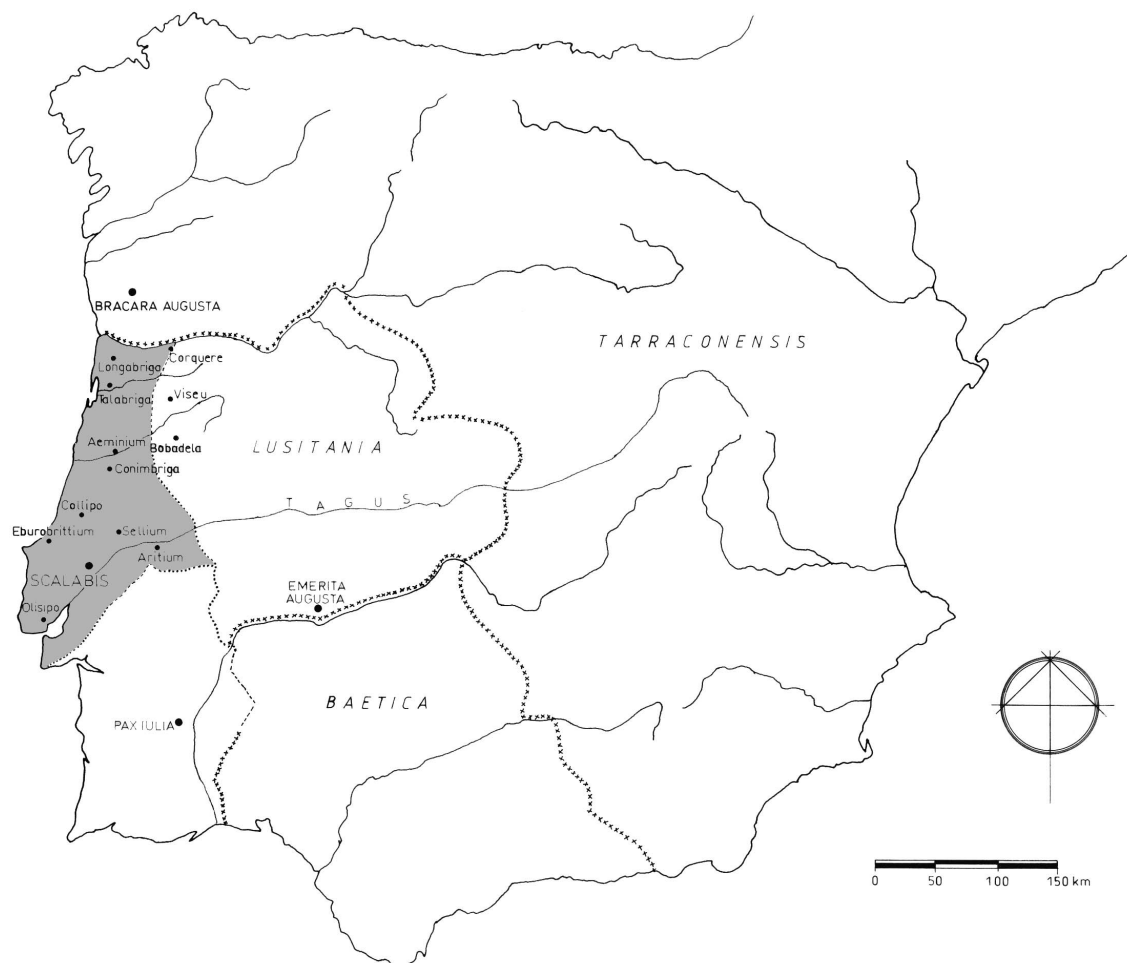 BRACARA AUGUSTA
TARRACONENSIS
Corquere
Longabriga
Talabriga
Viseu
Aeminium
Bobadela
LUSITANIA
Conimbriga
TAGUS
Collipo
Eburobrittium
Sellium
Aritium
SCALABIS
EMERITA
AUGUSTA
Olisipo
BAETICA
PAX IULIA
0 50 100 150 km